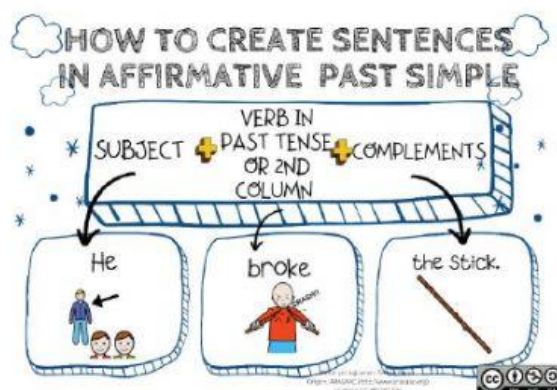 HOW TO CREATE SENTENCES
IN AFFIRMATIVE PAST SIMPLE
SUBJECT + VERB IN PAST TENSE OR 2ND COLUMN + COMPLEMENTS
He
broke
the stick.